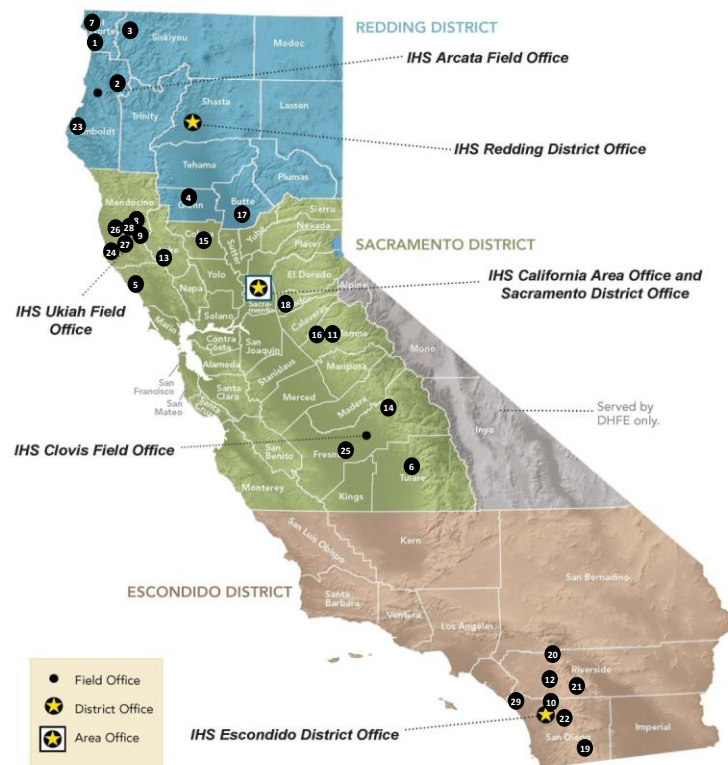 REDDING DISTRICT
7
3
Siskiyou
Modoc
1
IHS Arcata Field Office
2
Trinity
Shasta
Lassen
23
IHS Redding District Office
Tehama
Plumas
4
Butte
17
Mendocino
Sierra
Nevada
Placer
Yuba
Sutter
SACRAMENTO DISTRICT
26
28
9
27
24
15
13
El Dorado
Yolo
Napa
5
IHS California Area Office and
Sacramento District Office
Alpine
18
IHS Ukiah Field
Office
Solano
Marin
Calaveras
16
11
Mono
Contra
Costa
San
Joaquin
Alameda
Stanislaus
Mariposa
San
Francisco
San
Mateo
Santa
Clara
Santa
Cruz
Merced
Madera
14
Served by
DHFE only.
Inyo
IHS Clovis Field Office
San
Benito
25
6
Tulare
Kings
Monterey
San Luis Obispo
Kern
San Bernadino
ESCONDIDO DISTRICT
Santa
Barbara
Ventura
Los Angeles
20
Riverside
12
21
29
10
22
IHS Escondido District Office
San Diego
Imperial
19
Field Office
District Office
Area Office